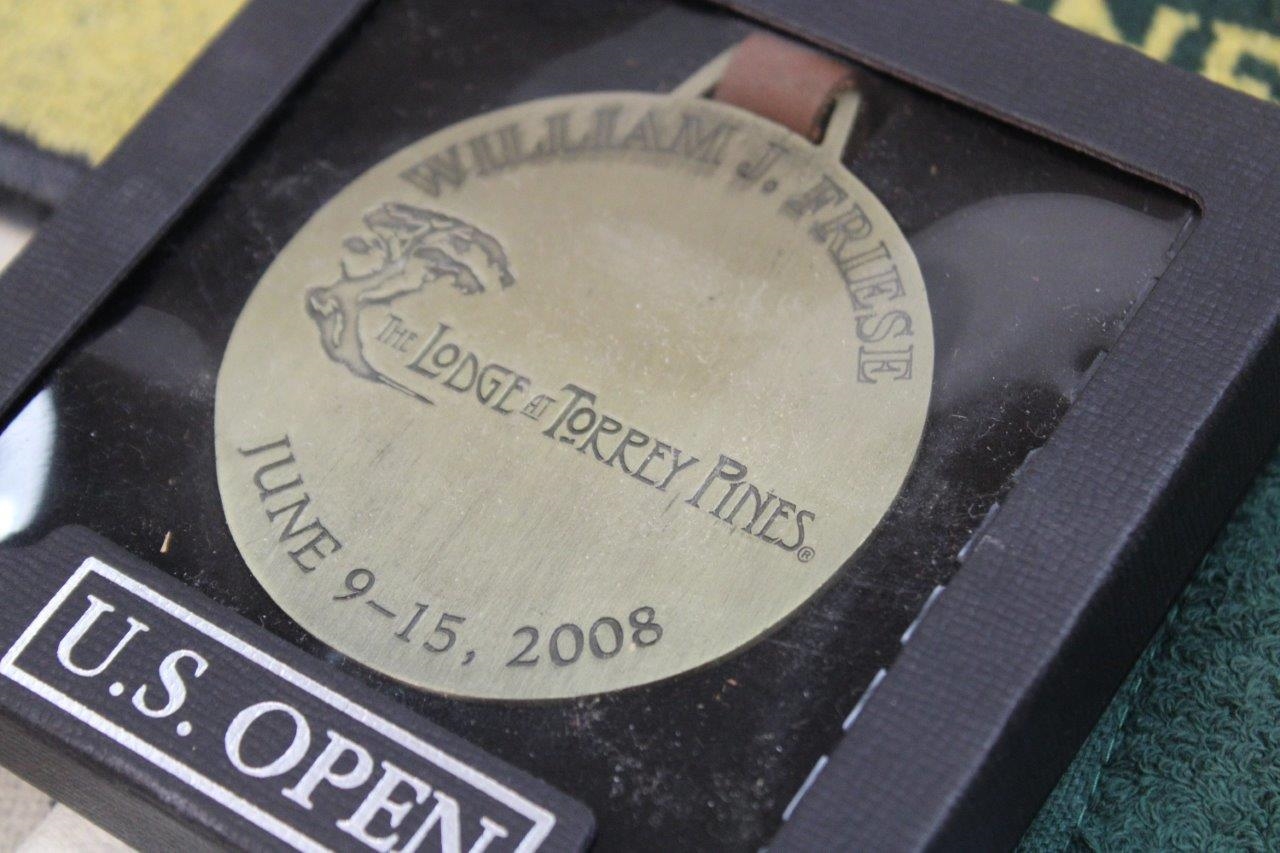 WILLIAM J. FRIESE
THE LODGE AT TORREY PINES®
JUNE 9–15, 2008
U.S. OPEN